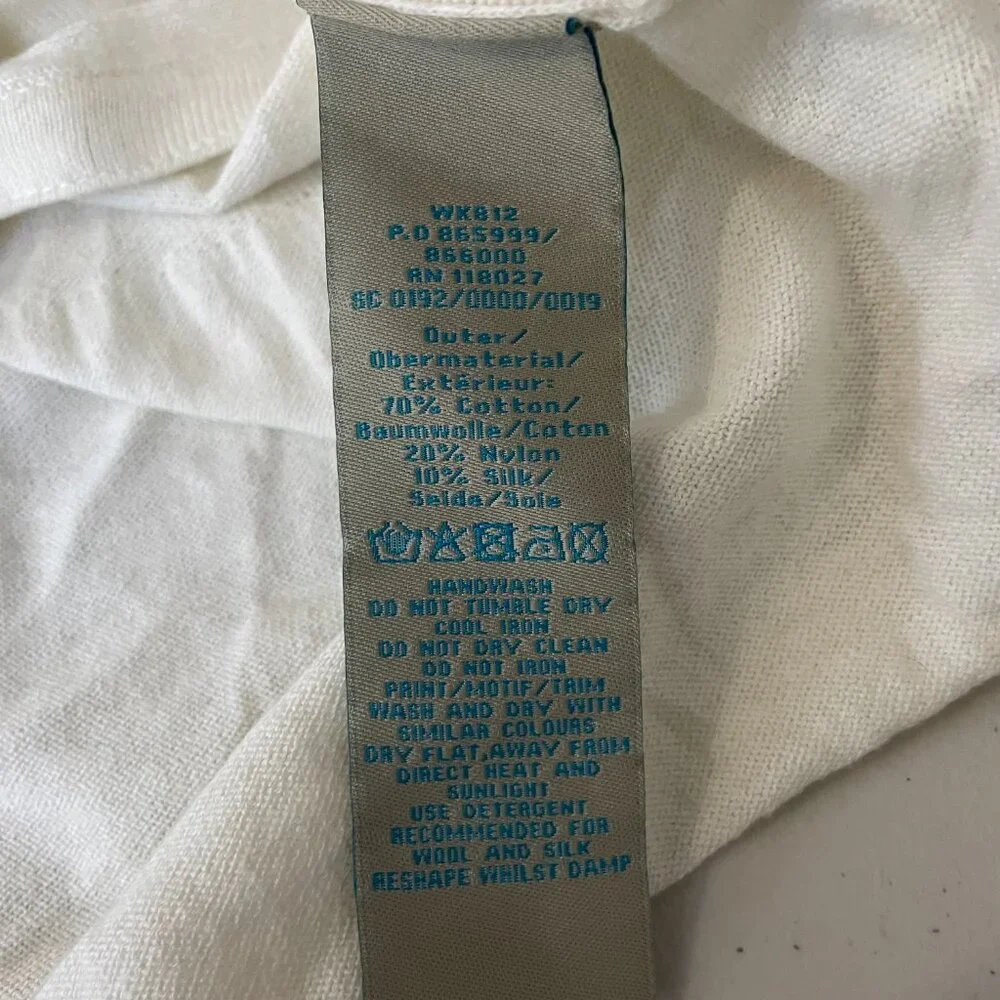 WK612
P.O 865999/
866000
RN 118027
SC 0192/0000/0019
Outer/
Obermaterial/
Extérieur:
70% Cotton/
Baumwolle/Coton
20% Nylon
10% Silk/
Seide/Soie
HANDWASH
DO NOT TUMBLE DRY
COOL IRON
DO NOT DRY CLEAN
DO NOT IRON
PRINT/MOTIF/TRIM
WASH AND DRY WITH
SIMILAR COLOURS
DRY FLAT,AWAY FROM
DIRECT HEAT AND
SUNLIGHT
USE DETERGENT
RECOMMENDED FOR
WOOL AND SILK
RESHAPE WHILST DAMP